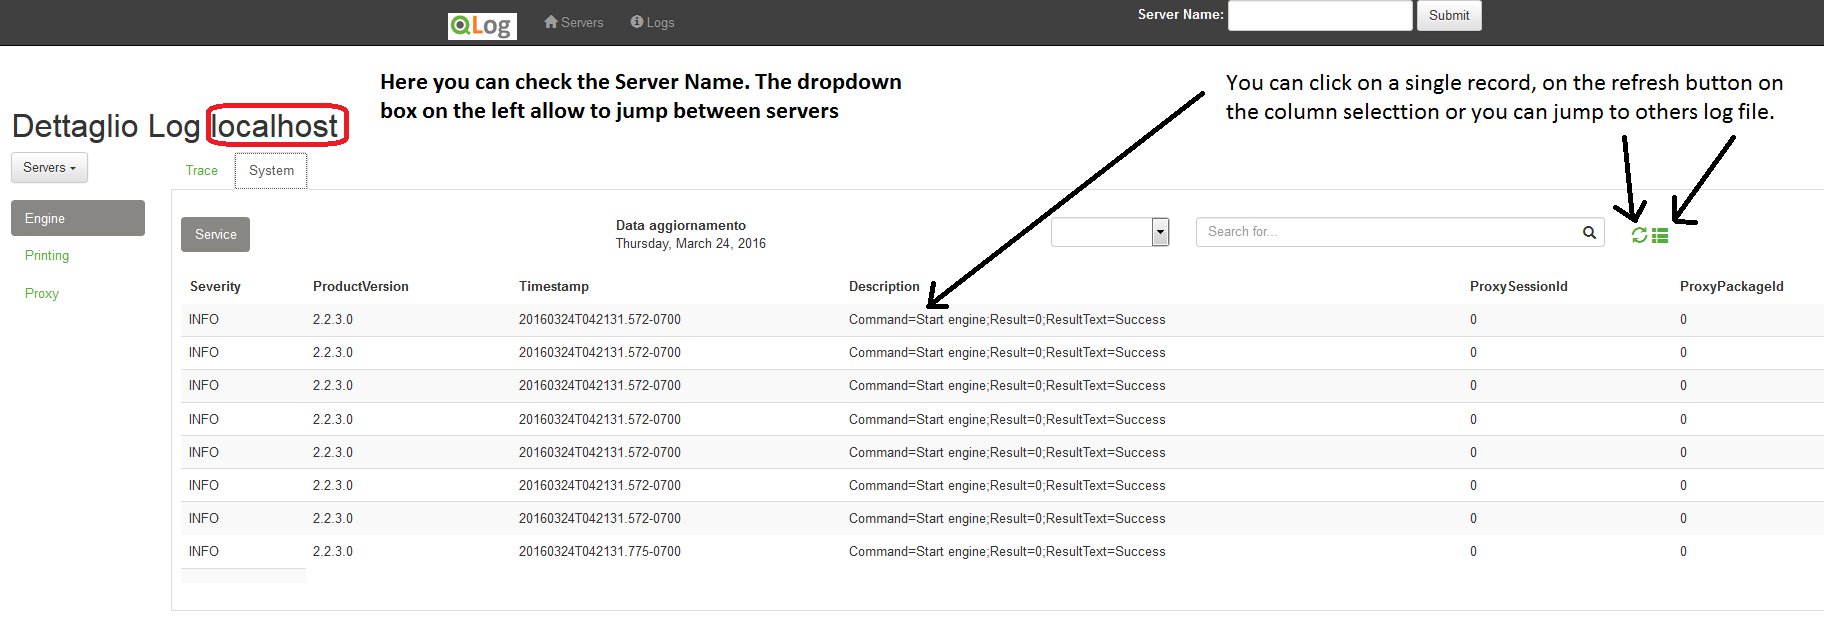 QLog Servers Logs Server Name: Submit
Here you can check the Server Name. The dropdown
box on the left allow to jump between servers
You can click on a single record, on the refresh button on
the column selecttion or you can jump to others log file.
Dettaglio Log localhost
Servers
Trace System
Engine
Printing
Proxy
Service
Data aggiornamento
Thursday, March 24, 2016
Search for...
Severity ProductVersion Timestamp Description ProxySessionId ProxyPackageId
INFO 2.2.3.0 20160324T042131.572-0700 Command=Start engine;Result=0;ResultText=Success 0 0
INFO 2.2.3.0 20160324T042131.572-0700 Command=Start engine;Result=0;ResultText=Success 0 0
INFO 2.2.3.0 20160324T042131.572-0700 Command=Start engine;Result=0;ResultText=Success 0 0
INFO 2.2.3.0 20160324T042131.572-0700 Command=Start engine;Result=0;ResultText=Success 0 0
INFO 2.2.3.0 20160324T042131.572-0700 Command=Start engine;Result=0;ResultText=Success 0 0
INFO 2.2.3.0 20160324T042131.572-0700 Command=Start engine;Result=0;ResultText=Success 0 0
INFO 2.2.3.0 20160324T042131.572-0700 Command=Start engine;Result=0;ResultText=Success 0 0
INFO 2.2.3.0 20160324T042131.775-0700 Command=Start engine;Result=0;ResultText=Success 0 0